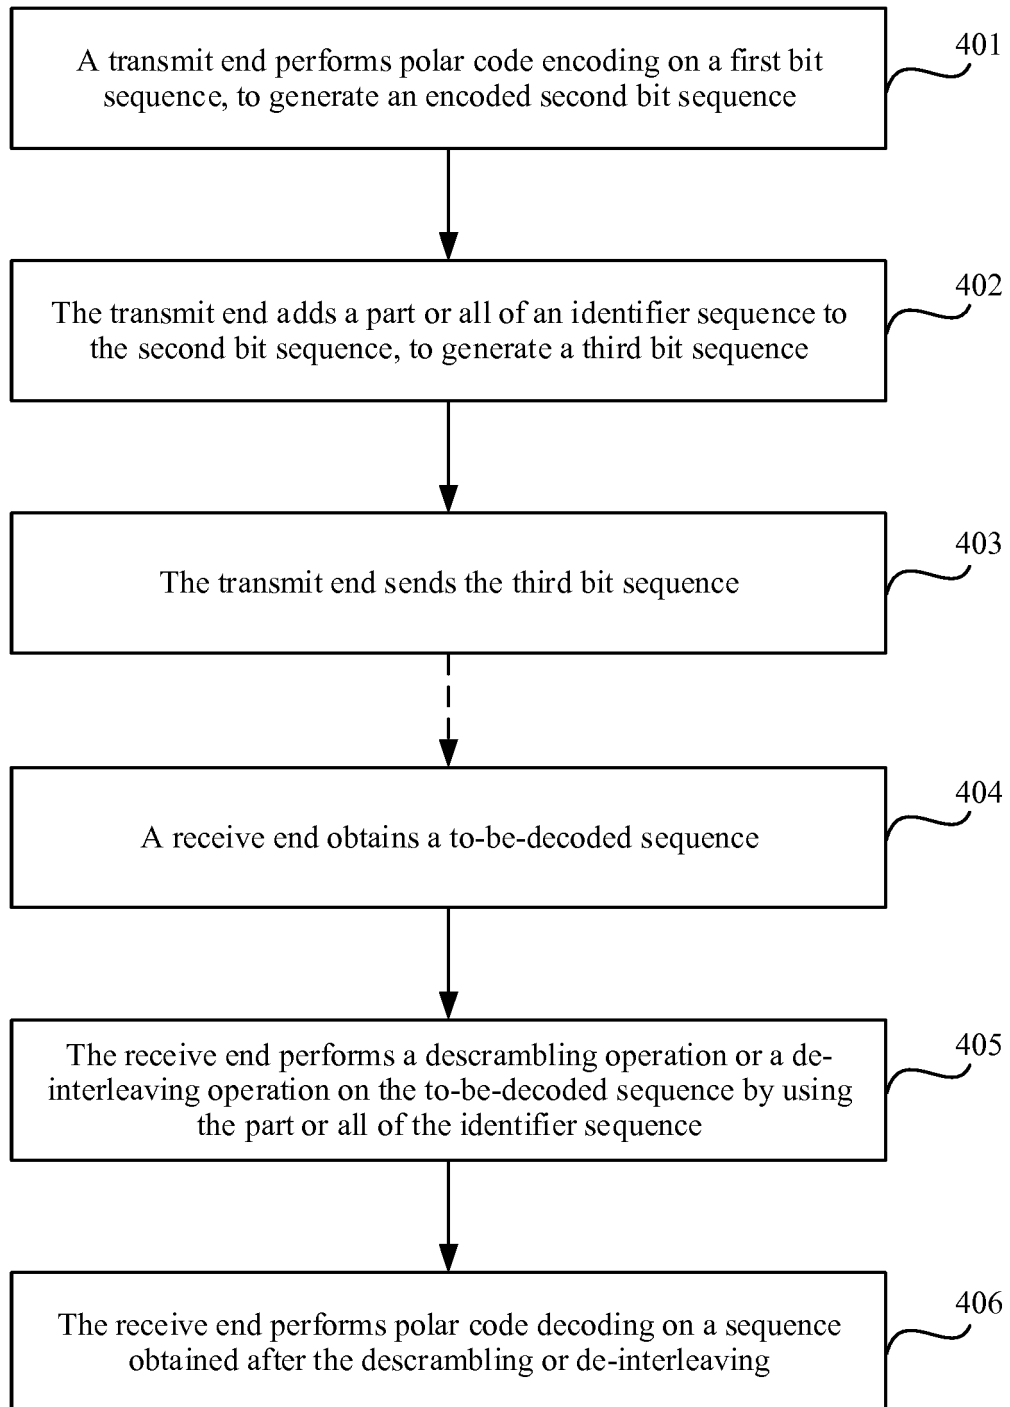 401
A transmit end performs polar code encoding on a first bit
sequence, to generate an encoded second bit sequence
402
The transmit end adds a part or all of an identifier sequence to
the second bit sequence, to generate a third bit sequence
403
The transmit end sends the third bit sequence
404
A receive end obtains a to-be-decoded sequence
405
The receive end performs a descrambling operation or a de-
interleaving operation on the to-be-decoded sequence by using
the part or all of the identifier sequence
406
The receive end performs polar code decoding on a sequence
obtained after the descrambling or de-interleaving